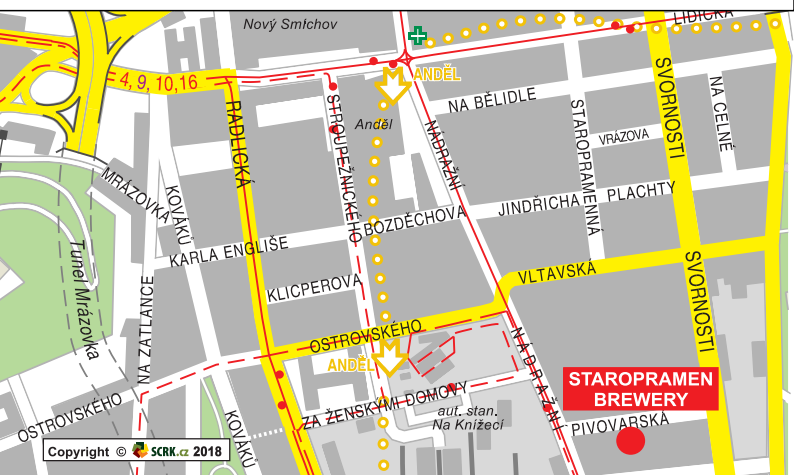 Nový Smíchov
LIDICKÁ
ANDĚL
4, 9, 10,16
NA BĚLIDLE
SVORNOSTI
NA CELNÉ
RADLICKÁ
STROUPEŽNICKÉHO
Anděl
NÁDRAŽNÍ
STAROPRAMENNÁ
VRÁZOVA
MRÁZOVKA
KOVÁKŮ
JINDŘICHA PLACHTY
BOZDĚCHOVA
KARLA ENGLIŠE
Tunel Mrázovka
KLICPEROVA
VLTAVSKÁ
SVORNOSTI
NA ZATLANCE
OSTROVSKÉHO
NÁDRAŽNÍ
ANDĚL
STAROPRAMEN
BREWERY
OSTROVSKÉHO
ZA ŽENSKÝMI DOMOVY
aut. stan.
Na Knížecí
PIVOVARSKÁ
KOVÁKŮ
Copyright © SCRK.cz 2018